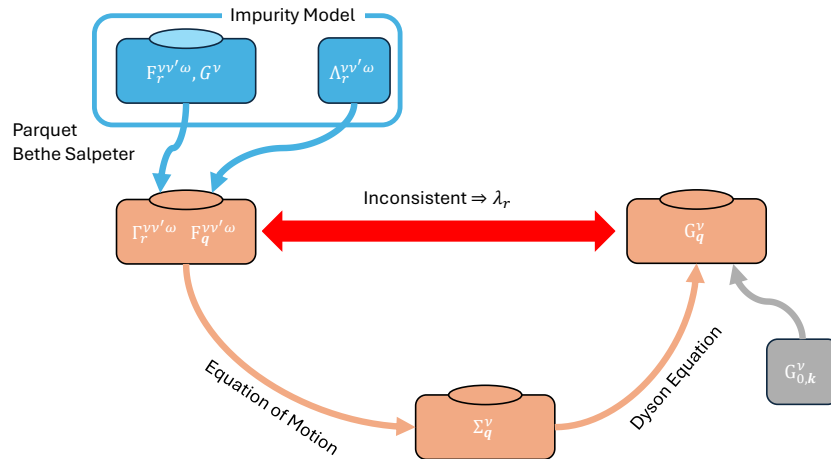 Impurity Model
F_r^{νν′ω}, G^ν
Λ_r^{νν′ω}
Parquet
Bethe Salpeter
Inconsistent ⇒ λ_r
Γ_r^{νν′ω} F_q^{νν′ω}
G_q^ν
Equation of Motion
Dyson Equation
G_{0,k}^ν
Σ_q^ν